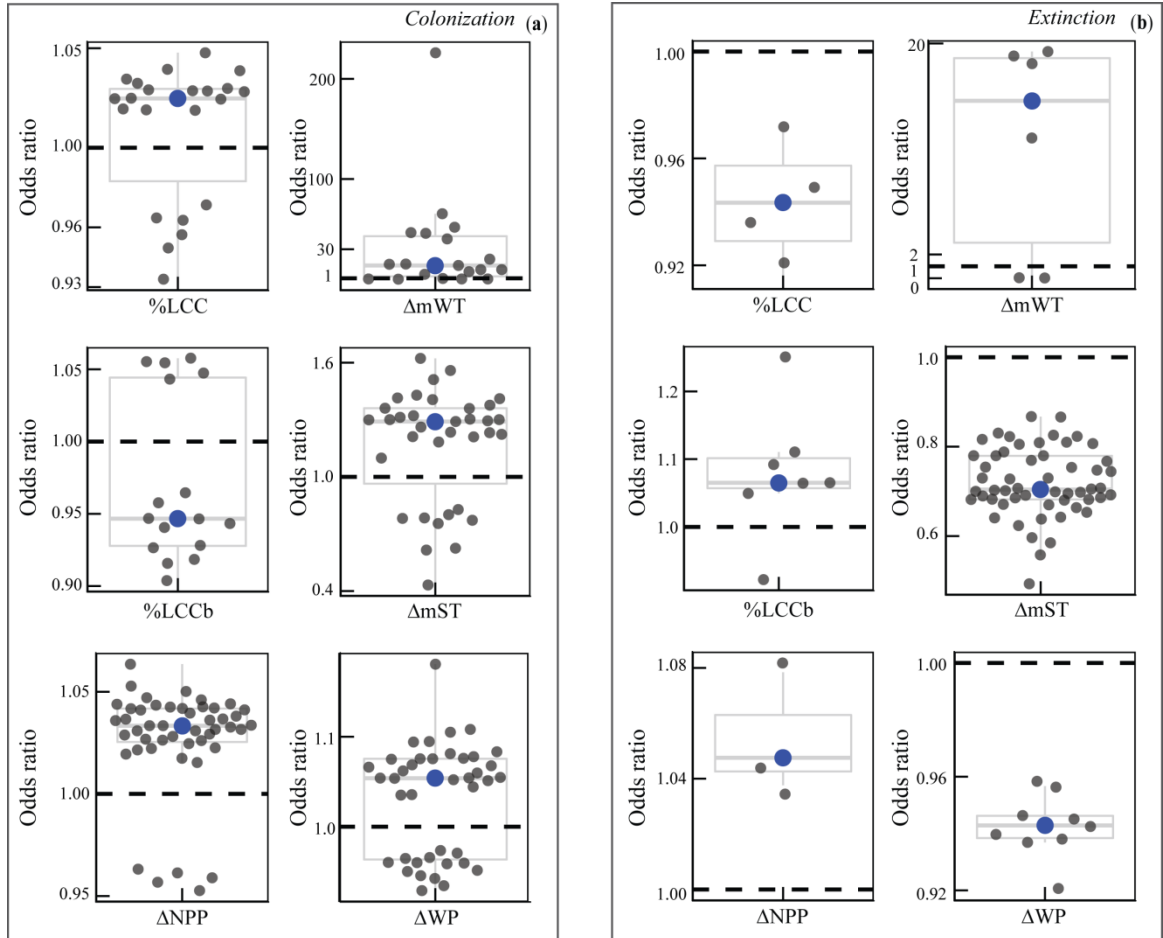 Colonization (a)
Odds ratio
1.05
1.00
0.96
0.93
%LCC
Odds ratio
200
100
30
1
ΔmWT
Odds ratio
1.05
1.00
0.95
0.90
%LCCb
Odds ratio
1.6
1.0
0.4
ΔmST
Odds ratio
1.05
1.00
0.95
ΔNPP
Odds ratio
1.10
1.0
ΔWP
Extinction (b)
Odds ratio
1.00
0.96
0.92
%LCC
Odds ratio
20
2
1
0
ΔmWT
Odds ratio
1.2
1.1
1.0
%LCCb
Odds ratio
1.0
0.8
0.6
ΔmST
Odds ratio
1.08
1.04
1.00
ΔNPP
Odds ratio
1.00
0.96
0.92
ΔWP